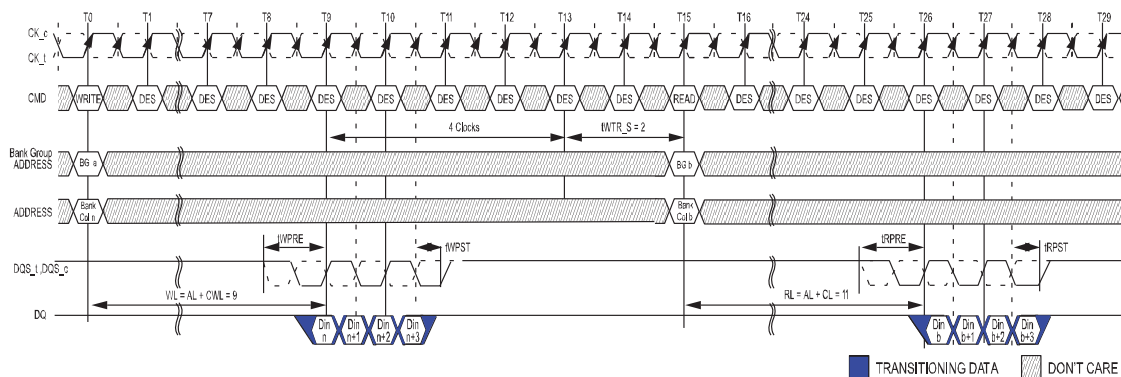 T0 T1 T7 T8 T9 T10 T11 T12 T13 T14 T15 T16 T24 T25 T26 T27 T28 T29
CK_c
CK_t
CMD WRITE DES DES DES DES DES DES DES DES DES READ DES DES DES DES DES DES DES
4 Clocks tWTR_S = 2
Bank Group
ADDRESS BG a BG b
ADDRESS Bank Col n Bank Col b
tWPRE tWPST tRPRE tRPST
DQS_t ,DQS_c
WL = AL + CWL = 9 RL = AL + CL = 11
DQ Din n Din n+1 Din n+2 Din n+3 Din b Din b+1 Din b+2 Din b+3
TRANSITIONING DATA DON'T CARE